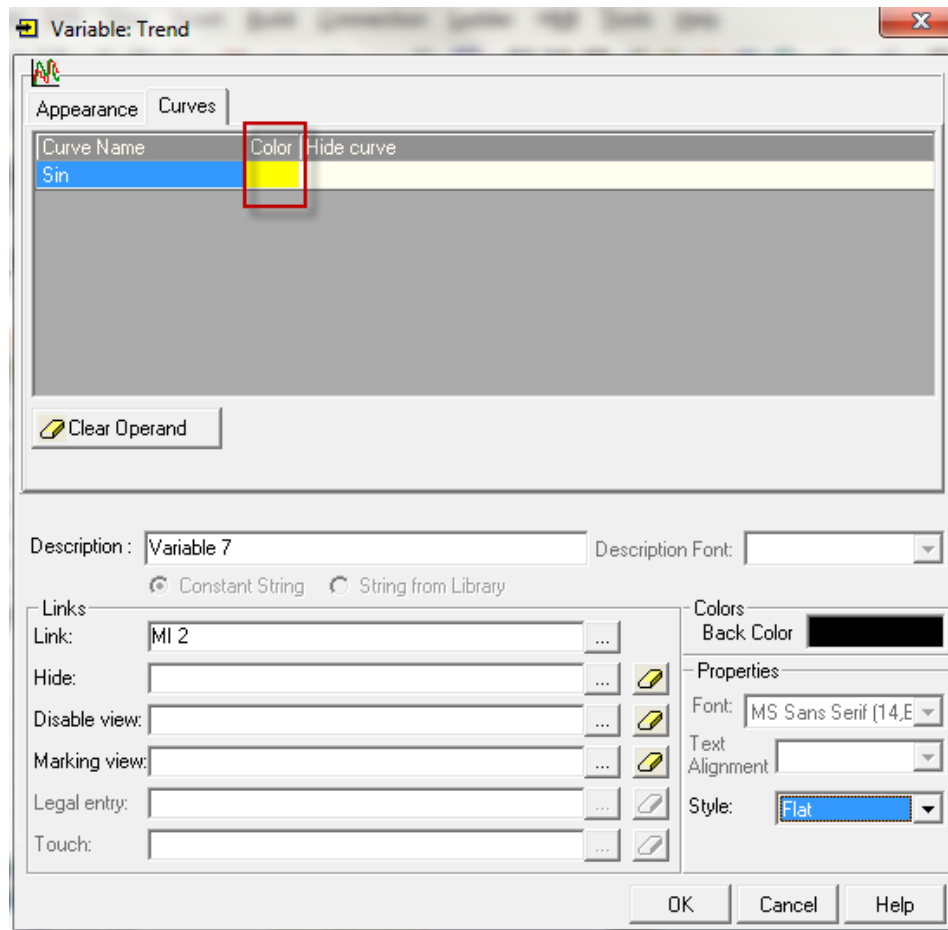 Variable: Trend
Appearance Curves
Curve Name Color Hide curve
Sin
Clear Operand
Description : Variable 7 Description Font:
Constant String String from Library
Links
Link: MI 2 ...
Hide: ...
Disable view: ...
Marking view: ...
Legal entry: ...
Touch: ...
Colors
Back Color
Properties
Font: MS Sans Serif (14,E
Text
Alignment
Style: Flat
OK Cancel Help